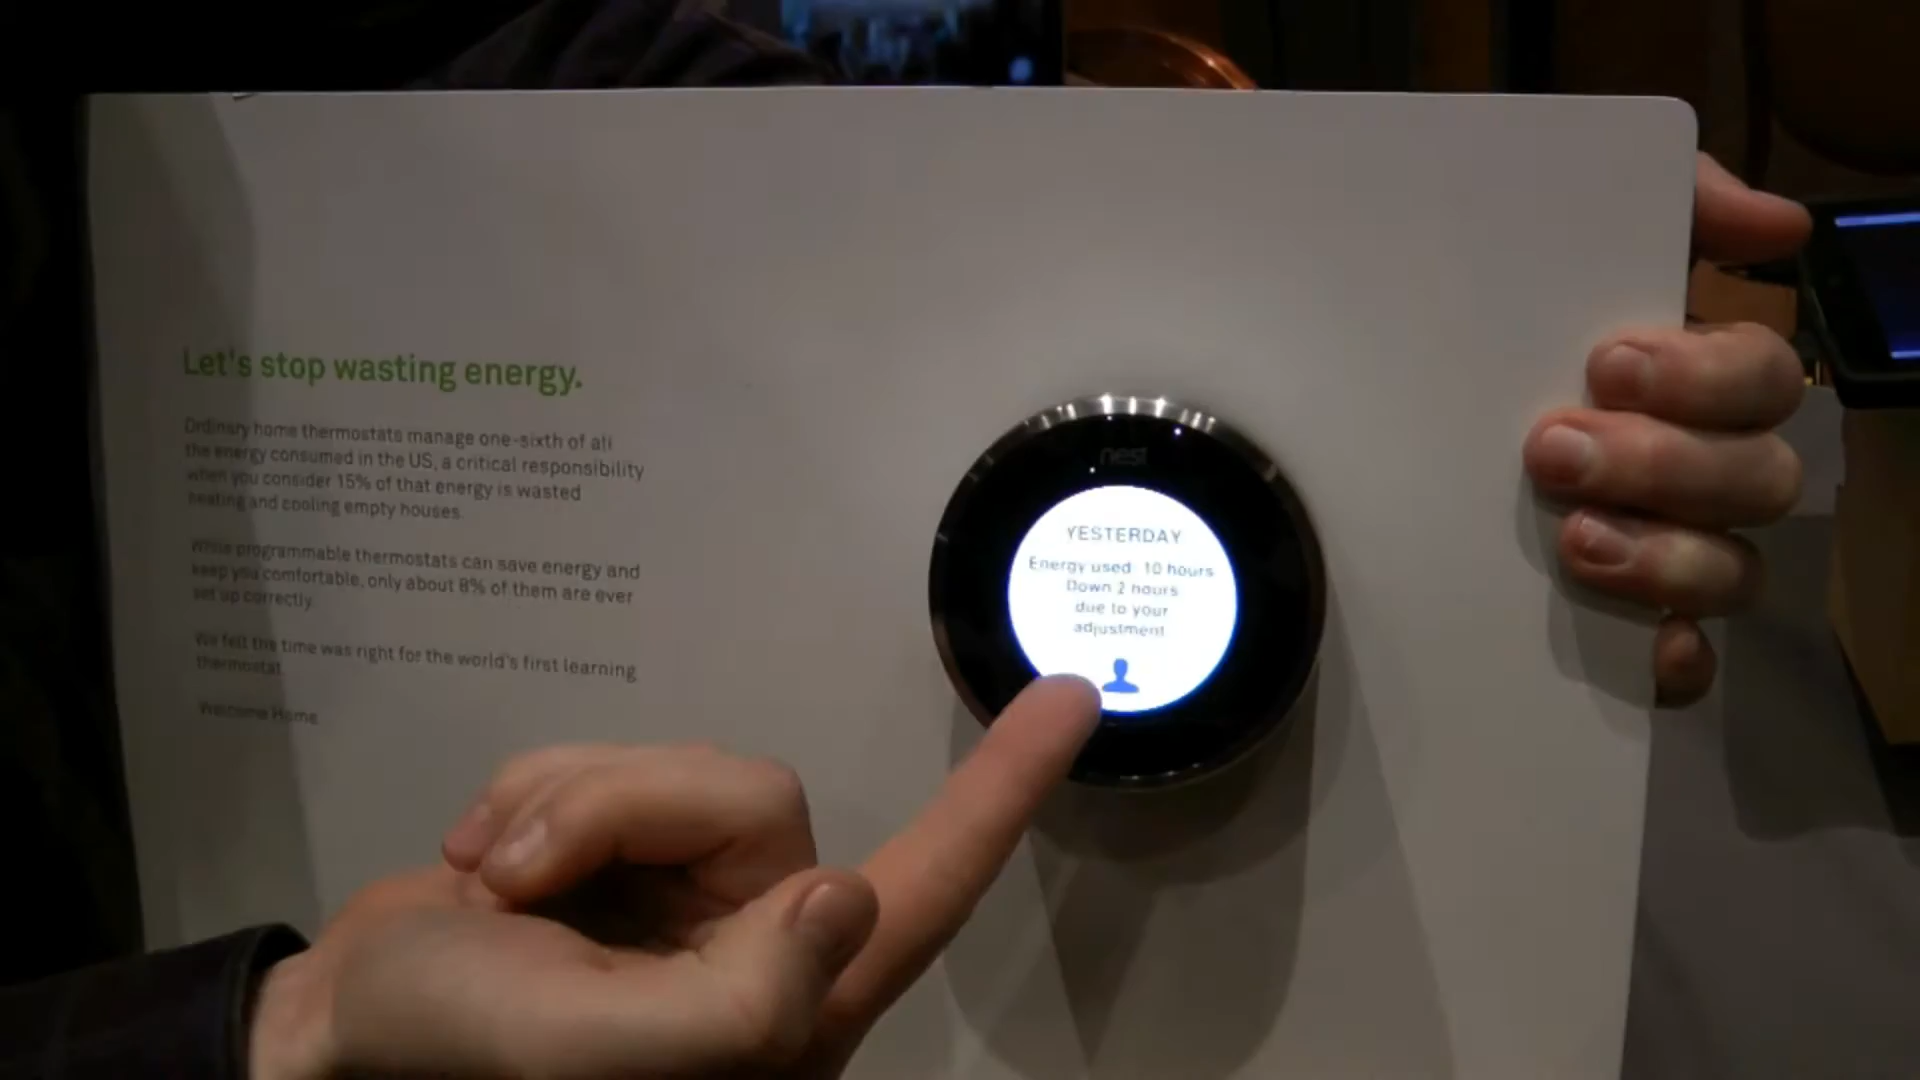 Let's stop wasting energy.
Ordinary home thermostats manage one-sixth of all
the energy consumed in the US, a critical responsibility
when you consider 15% of that energy is wasted
heating and cooling empty houses.
While programmable thermostats can save energy and
keep you comfortable, only about 8% of them are ever
set up correctly.
We felt the time was right for the world's first learning
thermostat.
Welcome Home
nest
YESTERDAY
Energy used: 10 hours
Down 2 hours
due to your
adjustment